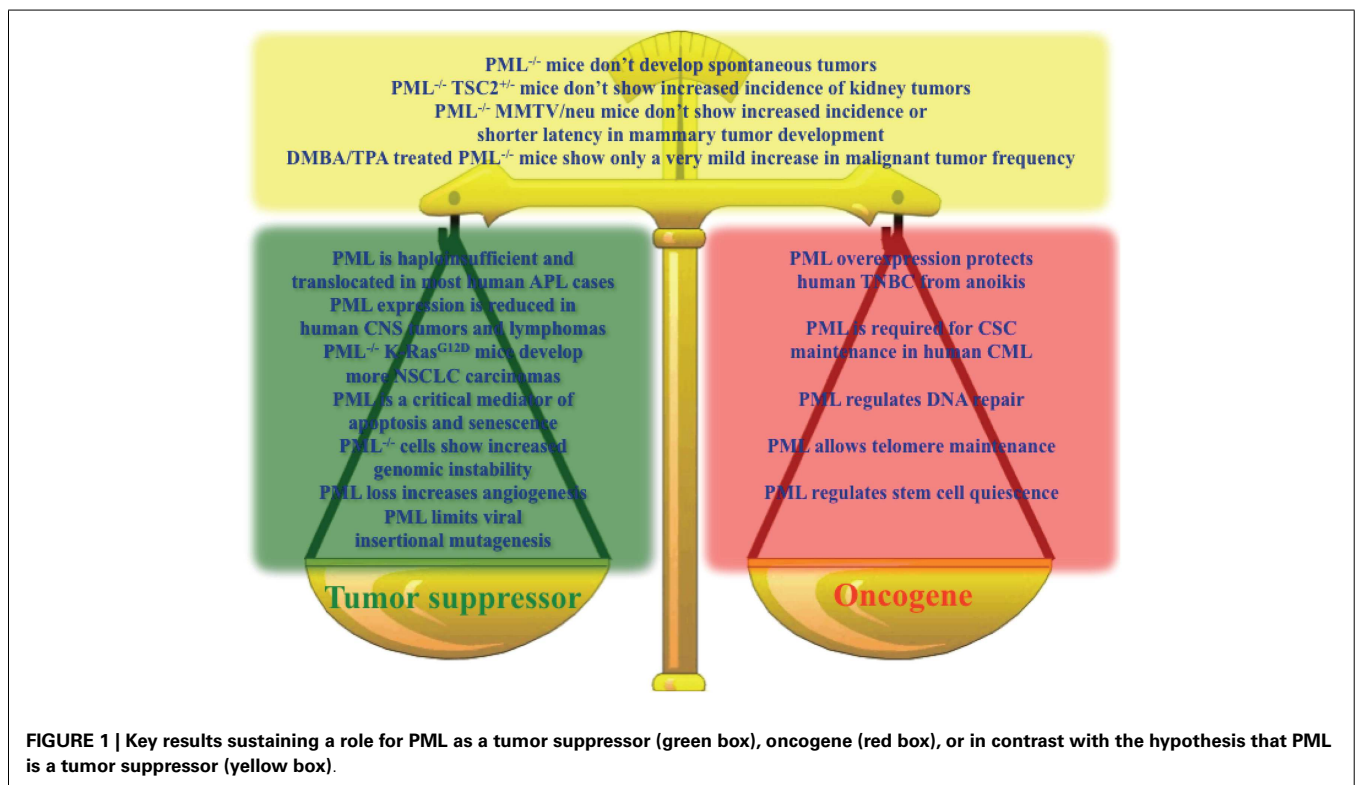 PML-/- mice don't develop spontaneous tumors
PML-/- TSC2+/- mice don't show increased incidence of kidney tumors
PML-/- MMTV/neu mice don't show increased incidence or
shorter latency in mammary tumor development
DMBA/TPA treated PML-/- mice show only a very mild increase in malignant tumor frequency
PML is haploinsufficient and
translocated in most human APL cases
PML expression is reduced in
human CNS tumors and lymphomas
PML-/- K-RasG12D mice develop
more NSCLC carcinomas
PML is a critical mediator of
apoptosis and senescence
PML-/- cells show increased
genomic instability
PML loss increases angiogenesis
PML limits viral
insertional mutagenesis
Tumor suppressor
PML overexpression protects
human TNBC from anoikis
PML is required for CSC
maintenance in human CML
PML regulates DNA repair
PML allows telomere maintenance
PML regulates stem cell quiescence
Oncogene
FIGURE 1 | Key results sustaining a role for PML as a tumor suppressor (green box), oncogene (red box), or in contrast with the hypothesis that PML
is a tumor suppressor (yellow box).